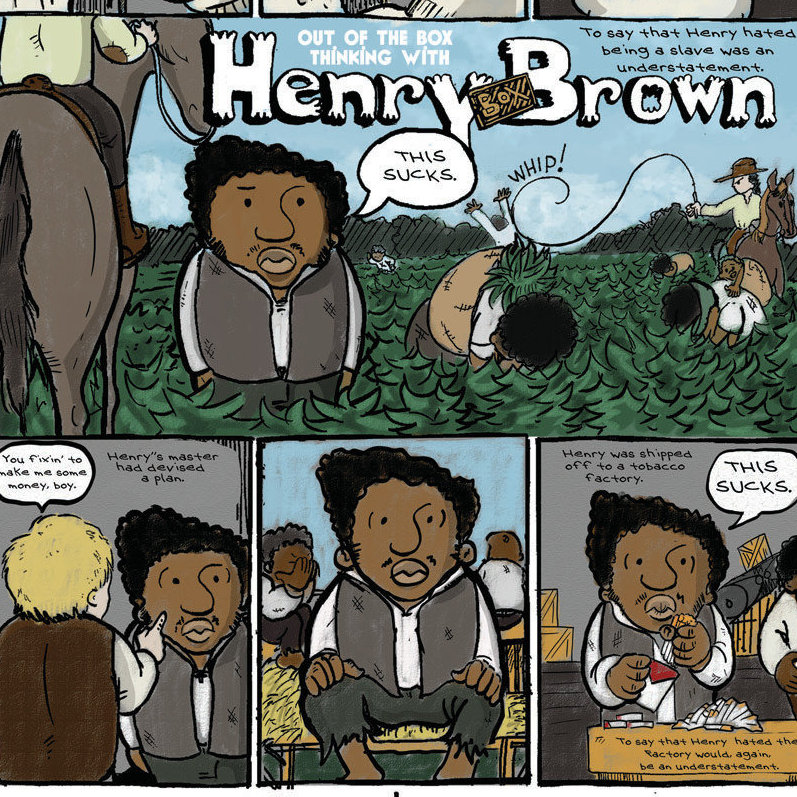 OUT OF THE BOX
THINKING WITH
Henry BOX Brown
To say that Henry hated
being a slave was an
understatement.
THIS
SUCKS.
WHIP!
You fixin' to
make me some
money, boy.
Henry"s master
had devised
a plan.
Henry was shipped
off to a tobacco
factory.
THIS
SUCKS.
To say that Henry hated the
factory would, again,
be an understatement.